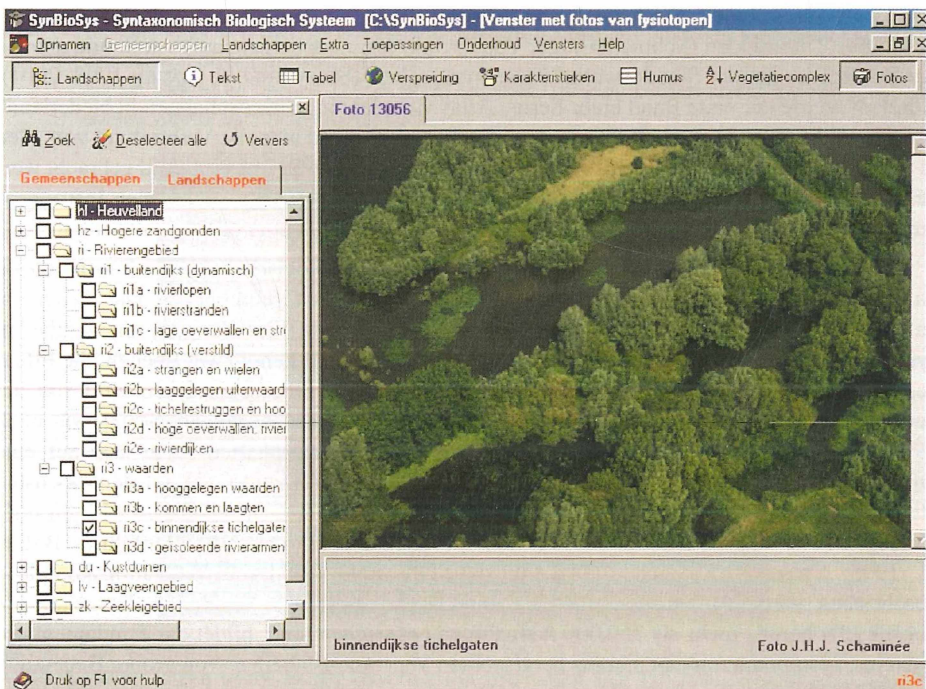 SynBioSys - Syntaxonomisch Biologisch Systeem [C:\SynBioSys] - [Venster met fotos van fysiotopen]
Opnamen Gemeenschappen Landschappen Extra Toepassingen Onderhoud Vensters Help
Landschappen Tekst Tabel Verspreiding Karakteristieken Humus Vegetatiecomplex Fotos
Zoek Deselecteer alle Ververs
Gemeenschappen Landschappen
hl - Heuvelland
hz - Hogere zandgronden
ri - Rivierengebied
ri1 - buitendijks (dynamisch)
ri1a - rivierlopen
ri1b - rivierstranden
ri1c - lage oeverwallen en str
ri2 - buitendijks (verstild)
ri2a - strangen en wielen
ri2b - laaggelegen uiterwaard
ri2c - tichelrestruggen en hoo
ri2d - hoge oeverwallen, rivier
ri2e - rivierdijken
ri3 - waarden
ri3a - hooggelegen waarden
ri3b - kommen en laagten
ri3c - binnendijkse tichelgaten
ri3d - geïsoleerde rivierarmen
du - Kustduinen
lv - Laagveengebied
zk - Zeekleigebied
Foto 13056
binnendijkse tichelgaten Foto J.H.J. Schaminée
Druk op F1 voor hulp ri3c